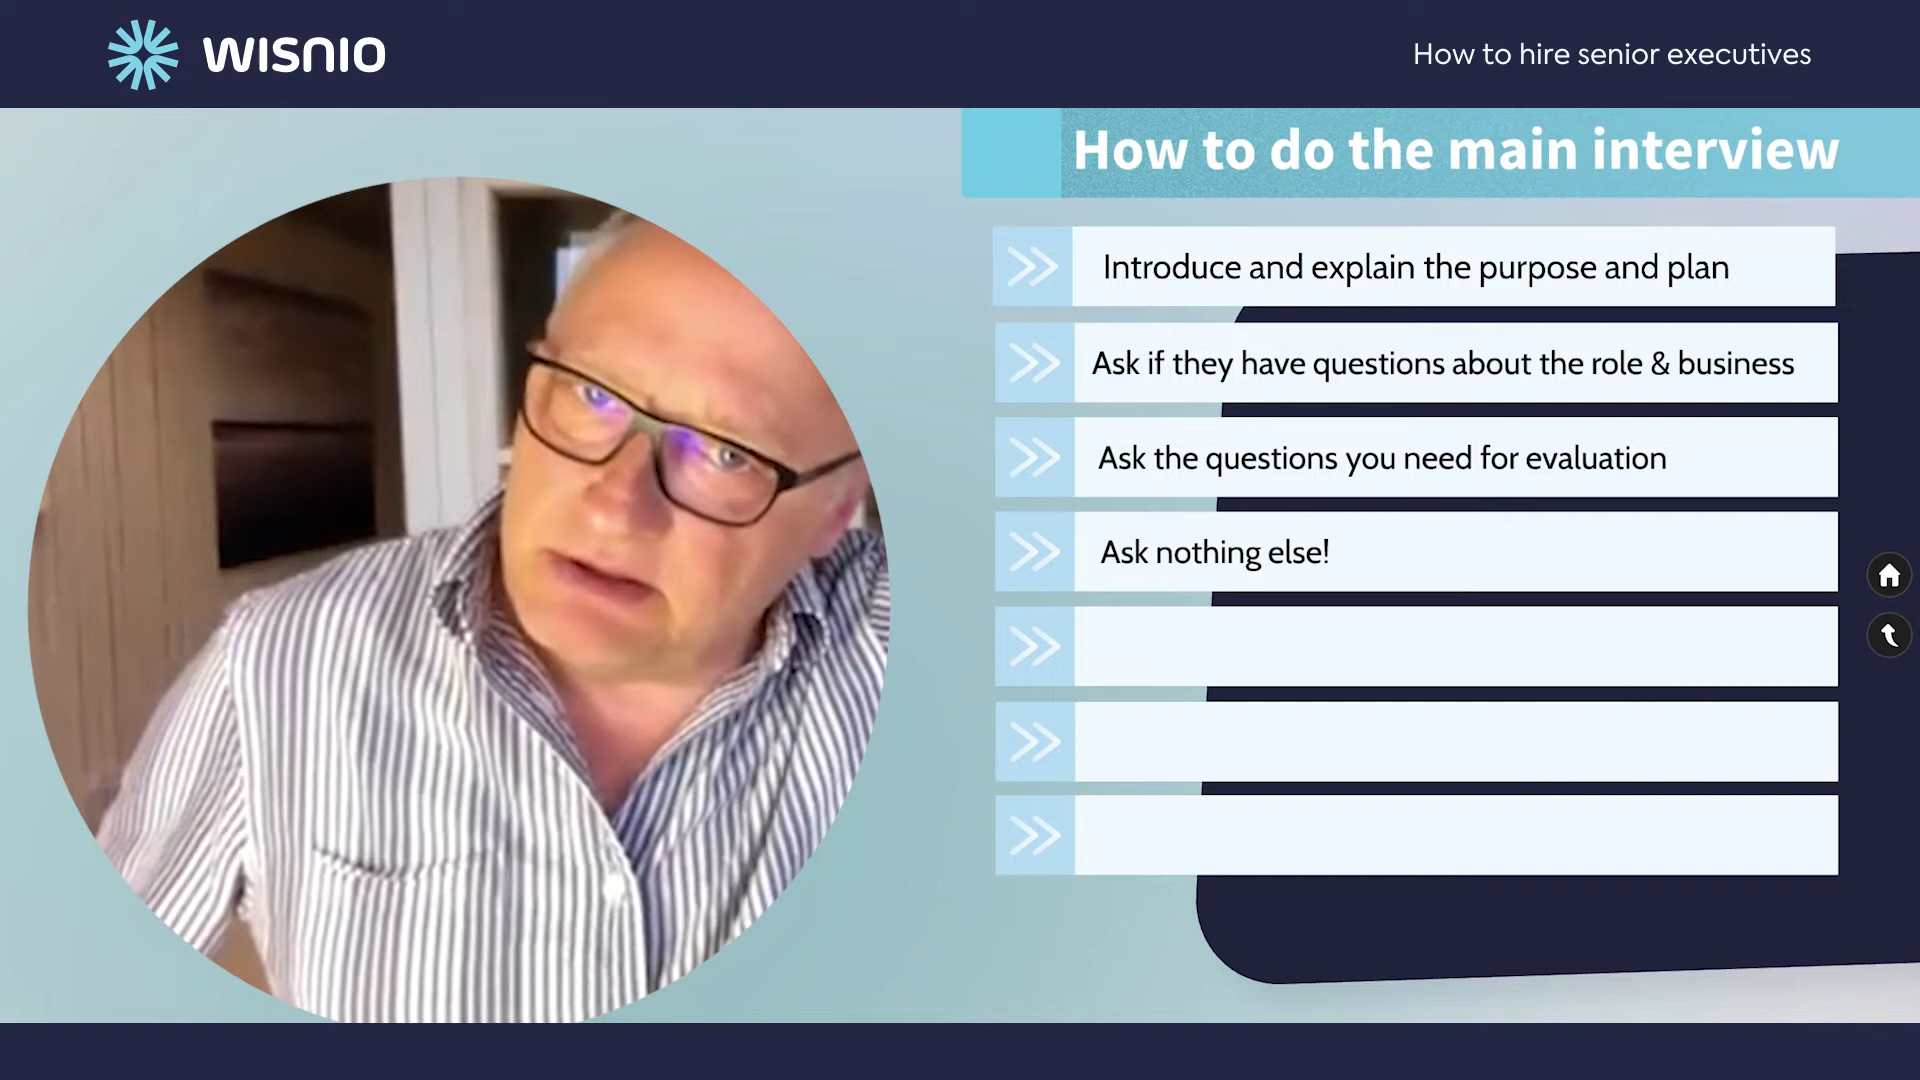 WISNIO
How to hire senior executives
How to do the main interview
Introduce and explain the purpose and plan
Ask if they have questions about the role & business
Ask the questions you need for evaluation
Ask nothing else!